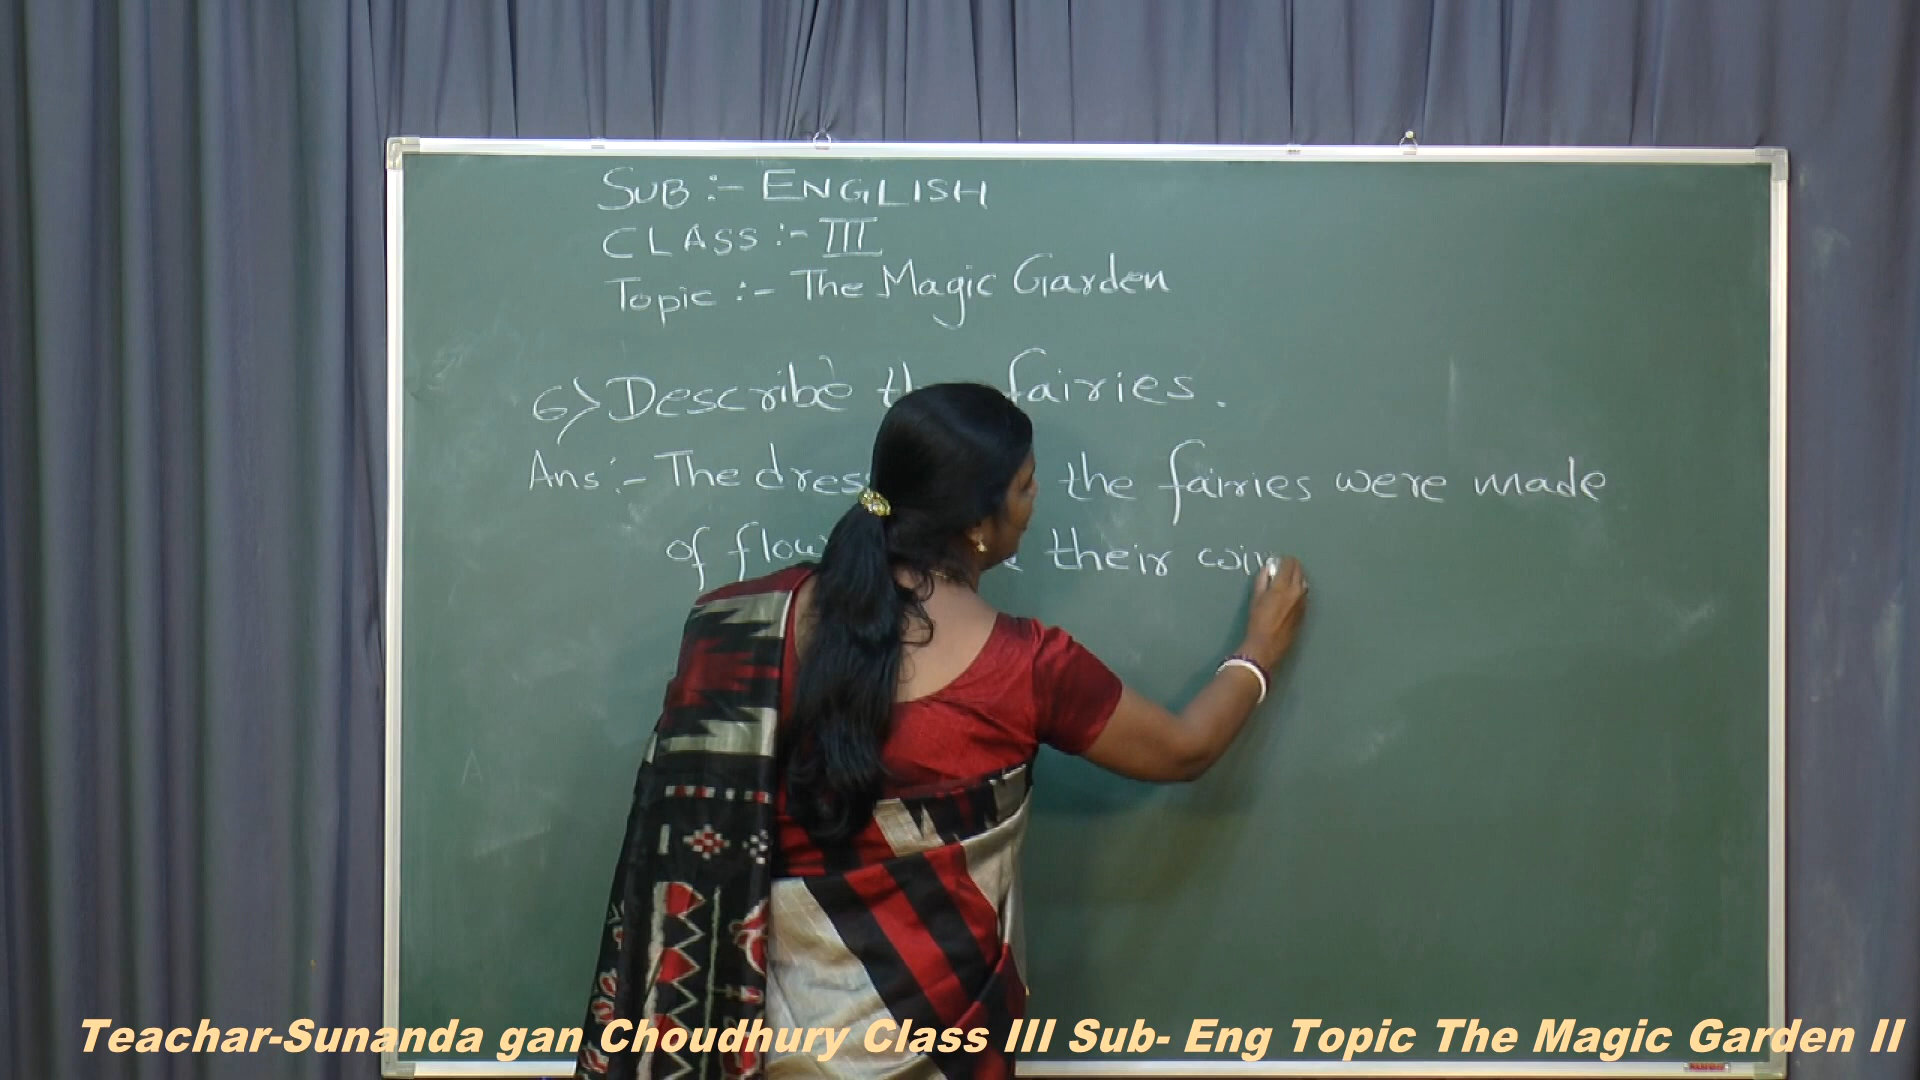 SUB :- ENGLISH
CLASS :- III
Topic :- The Magic Garden
6) Describe fairies.
Ans :- The the fairies were made
of their
Teachar-Sunanda gan Choudhury Class III Sub- Eng Topic The Magic Garden II